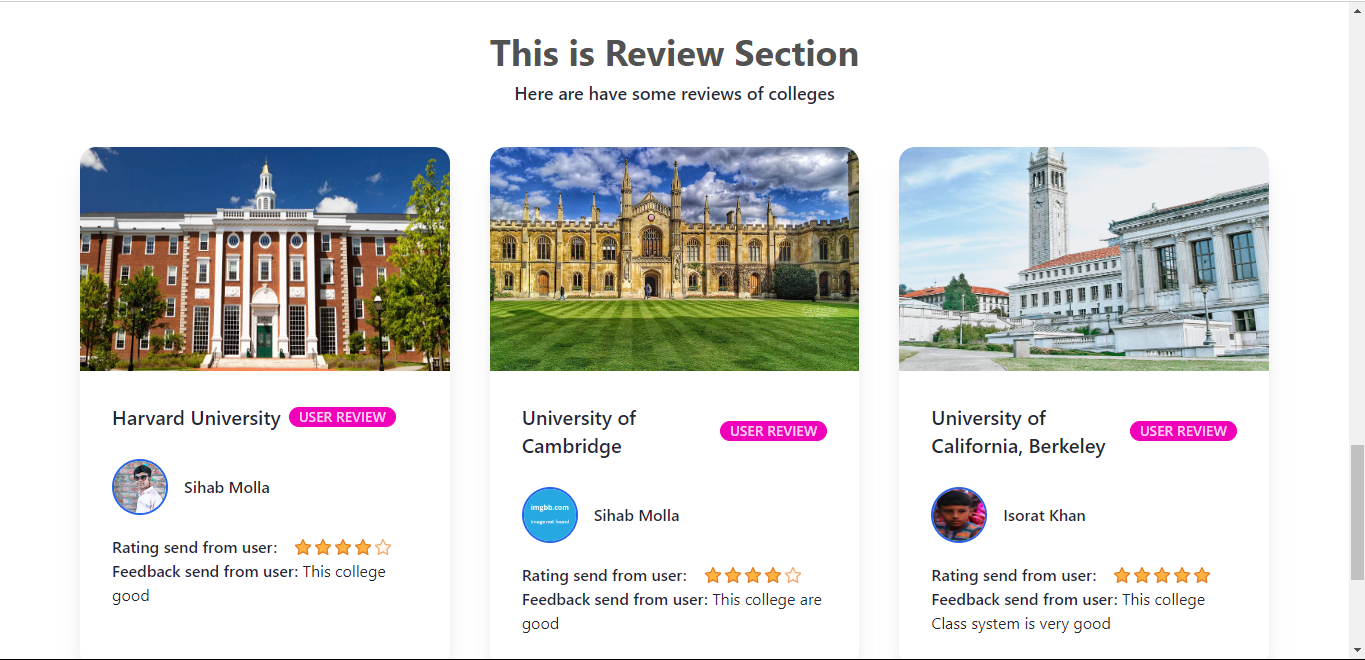 This is Review Section
Here are have some reviews of colleges
Harvard University
USER REVIEW
Sihab Molla
Rating send from user:
Feedback send from user: This college
good
University of
Cambridge
USER REVIEW
imgbb.com
image not found
Sihab Molla
Rating send from user:
Feedback send from user: This college are
good
University of
California, Berkeley
USER REVIEW
Isorat Khan
Rating send from user:
Feedback send from user: This college
Class system is very good